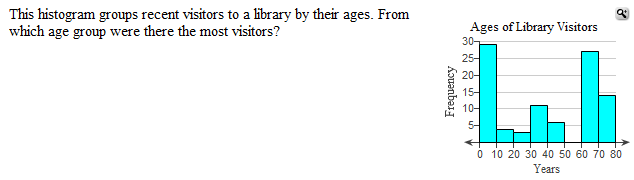 This histogram groups recent visitors to a library by their ages. From
which age group were there the most visitors?
Ages of Library Visitors
30
25
20
15
10
5
Frequency
0 10 20 30 40 50 60 70 80
Years